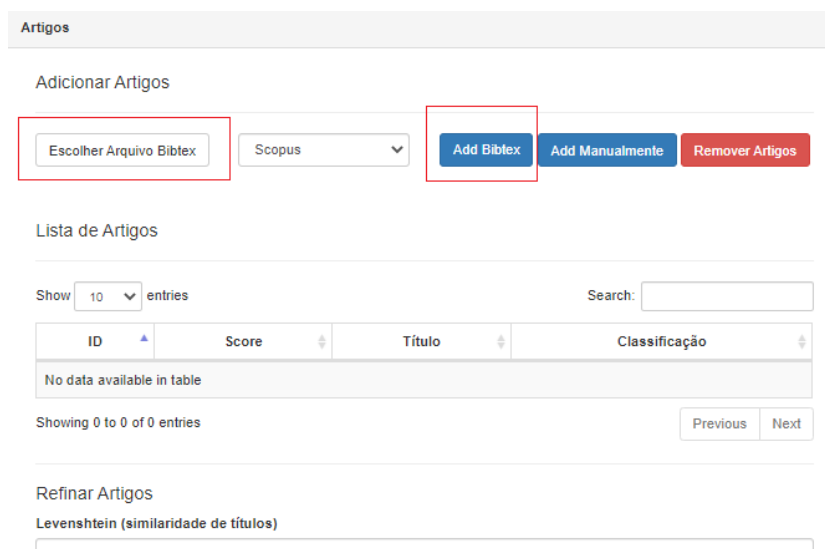 Artigos
Adicionar Artigos
Escolher Arquivo Bibtex Scopus Add Bibtex Add Manualmente Remover Artigos
Lista de Artigos
Show 10 entries Search:
ID Score Título Classificação
No data available in table
Showing 0 to 0 of 0 entries Previous Next
Refinar Artigos
Levenshtein (similaridade de títulos)